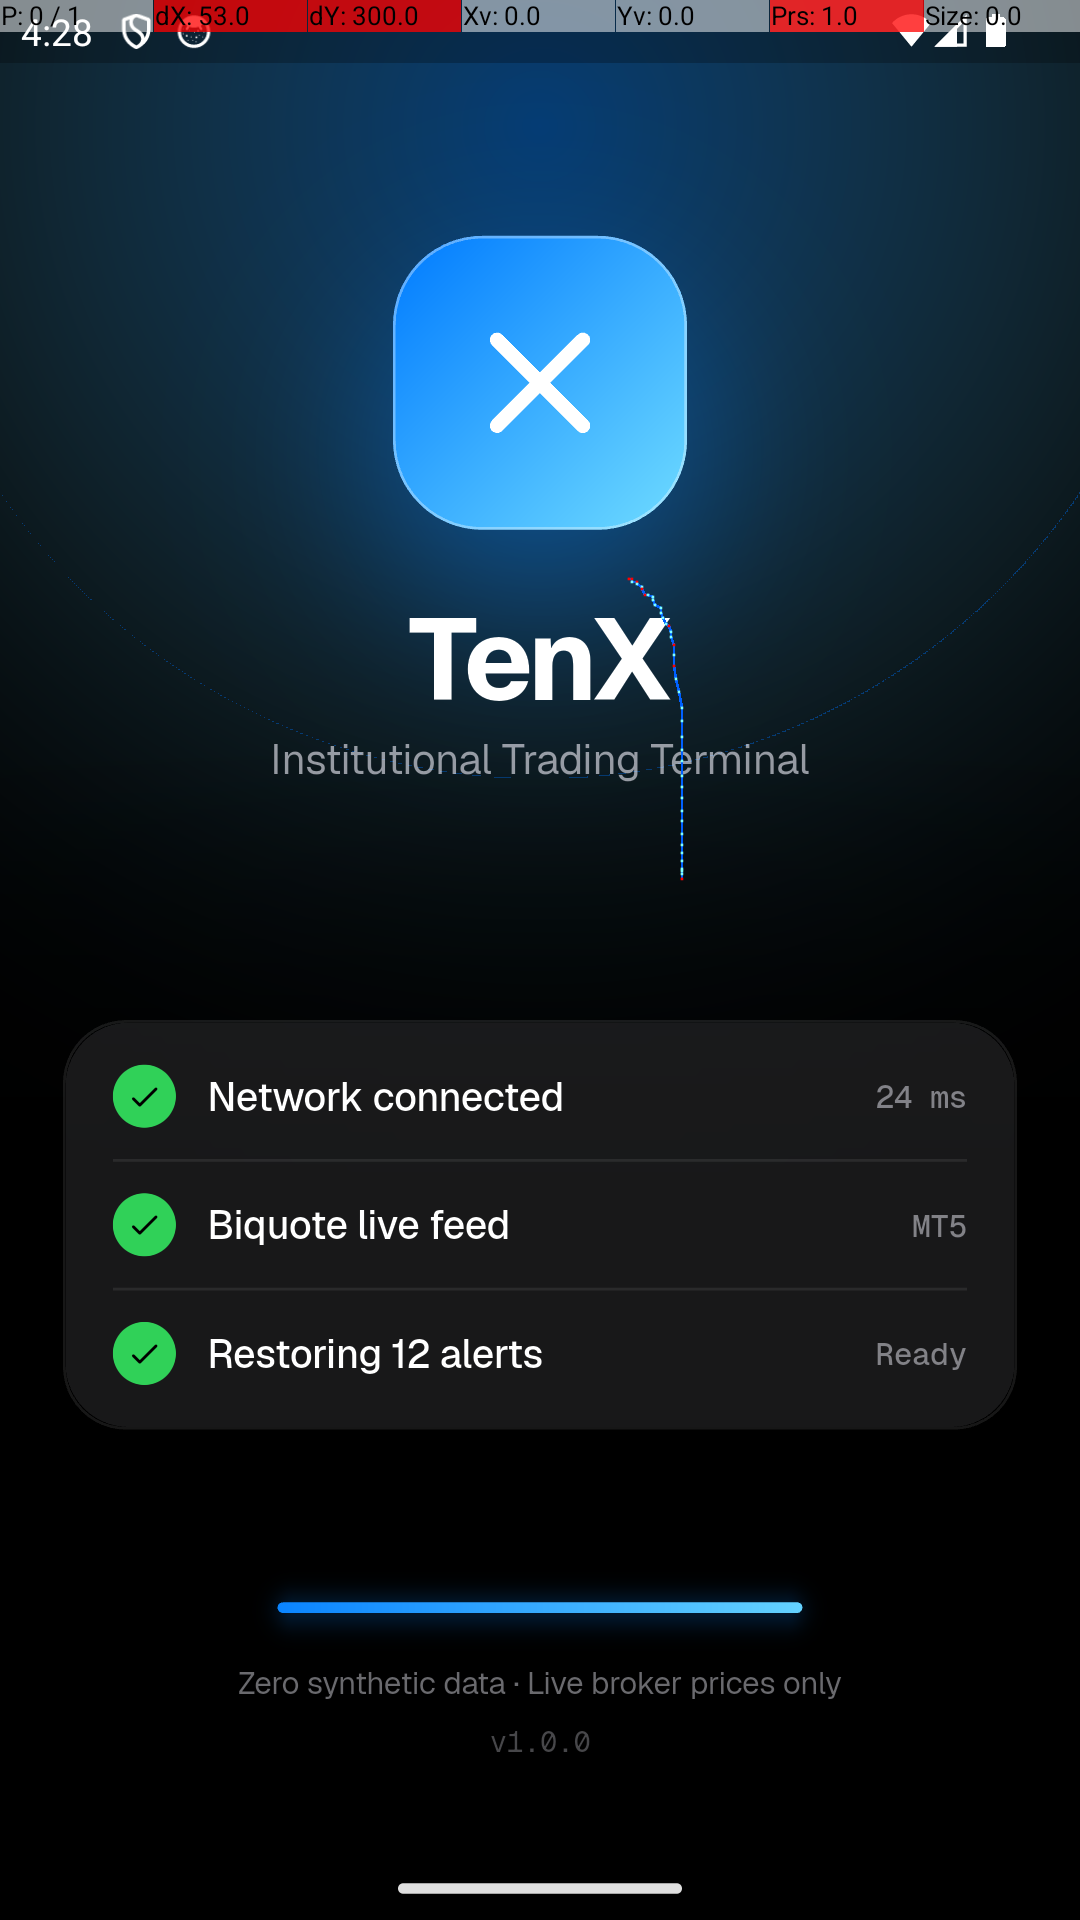 P: 0 / 1 dX: 53.0 dY: 300.0 Xv: 0.0 Yv: 0.0 Prs: 1.0 Size: 0.0
4:28
TenX
Institutional Trading Terminal
Network connected 24 ms
Biquote live feed MT5
Restoring 12 alerts Ready
Zero synthetic data · Live broker prices only
v1.0.0